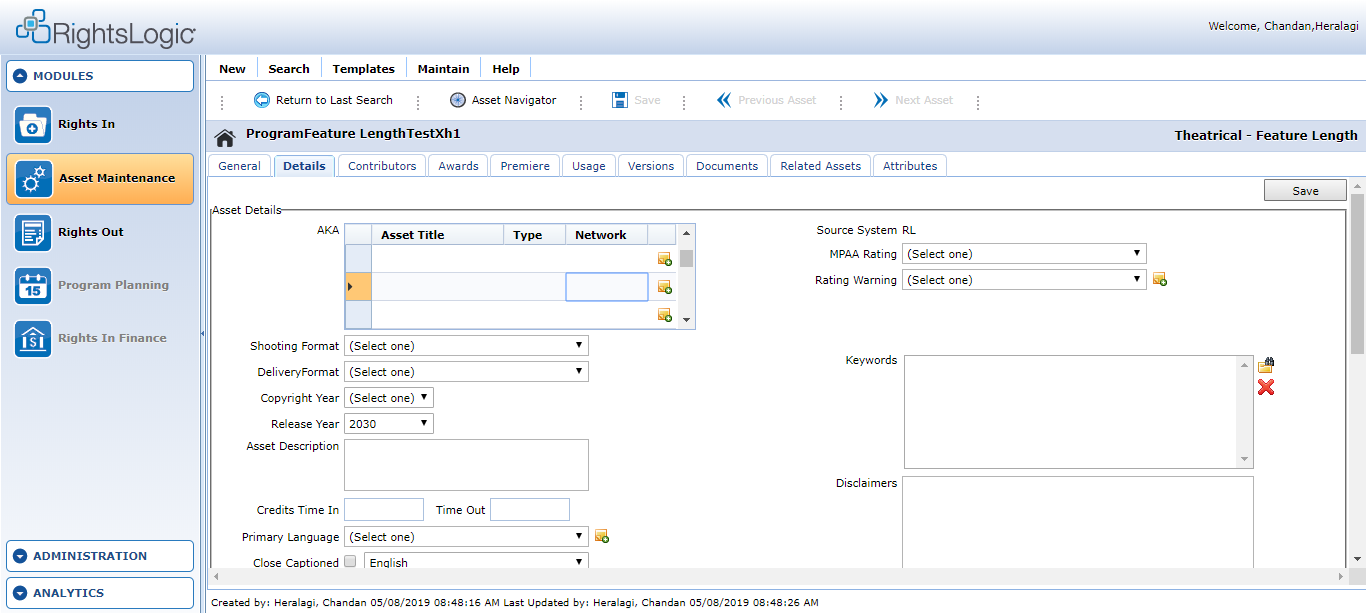 RightsLogic
Welcome, Chandan,Heralagi
MODULES
Rights In
Asset Maintenance
Rights Out
15
Program Planning
$
Rights In Finance
ADMINISTRATION
ANALYTICS
New Search Templates Maintain Help
Return to Last Search Asset Navigator Save Previous Asset Next Asset
ProgramFeature LengthTestXh1
Theatrical - Feature Length
General Details Contributors Awards Premiere Usage Versions Documents Related Assets Attributes
Save
Asset Details
AKA
Asset Title Type Network
Shooting Format (Select one)
DeliveryFormat (Select one)
Copyright Year (Select one)
Release Year 2030
Asset Description
Credits Time In Time Out
Primary Language (Select one)
Close Captioned English
Source System RL
MPAA Rating (Select one)
Rating Warning (Select one)
Keywords
Disclaimers
Created by: Heralagi, Chandan 05/08/2019 08:48:16 AM Last Updated by: Heralagi, Chandan 05/08/2019 08:48:26 AM